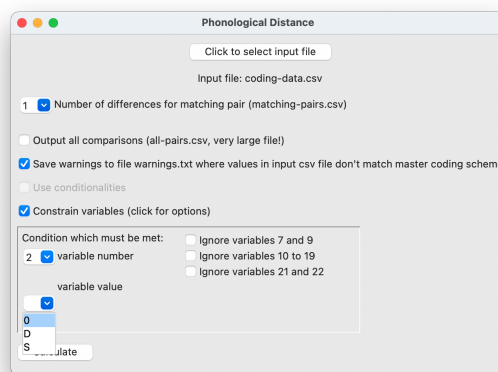 Phonological Distance
Click to select input file
Input file: coding-data.csv
1 Number of differences for matching pair (matching-pairs.csv)
Output all comparisons (all-pairs.csv, very large file!)
Save warnings to file warnings.txt where values in input csv file don't match master coding schem
Use conditionalities
Constrain variables (click for options)
Condition which must be met:
Ignore variables 7 and 9
2 variable number
Ignore variables 10 to 19
Ignore variables 21 and 22
variable value
0
D
S